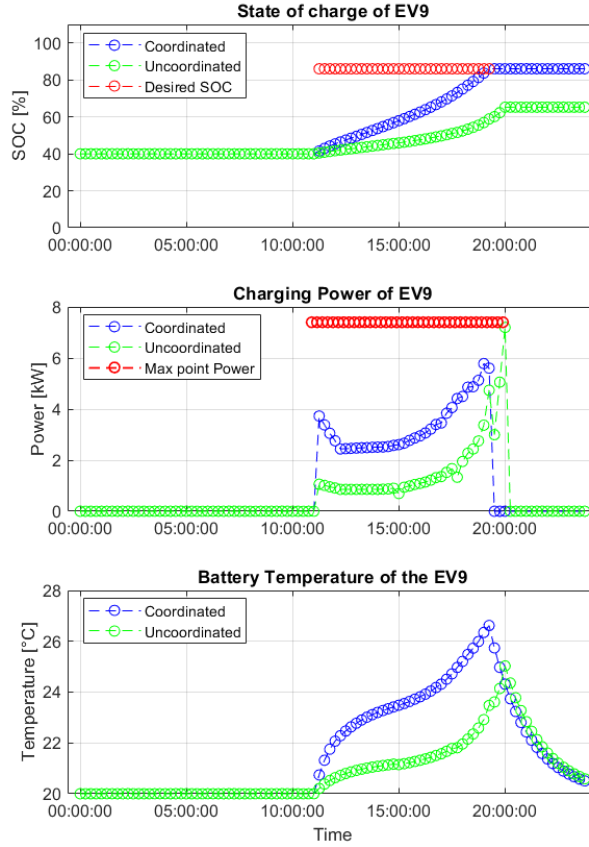 State of charge of EV9
100
80
60
40
20
0
SOC [%]
Coordinated
Uncoordinated
Desired SOC
00:00:00 05:00:00 10:00:00 15:00:00 20:00:00
Charging Power of EV9
8
6
4
2
0
Power [kW]
Coordinated
Uncoordinated
Max point Power
00:00:00 05:00:00 10:00:00 15:00:00 20:00:00
Battery Temperature of the EV9
28
26
24
22
20
Temperature [°C]
Coordinated
Uncoordinated
00:00:00 05:00:00 10:00:00 15:00:00 20:00:00
Time